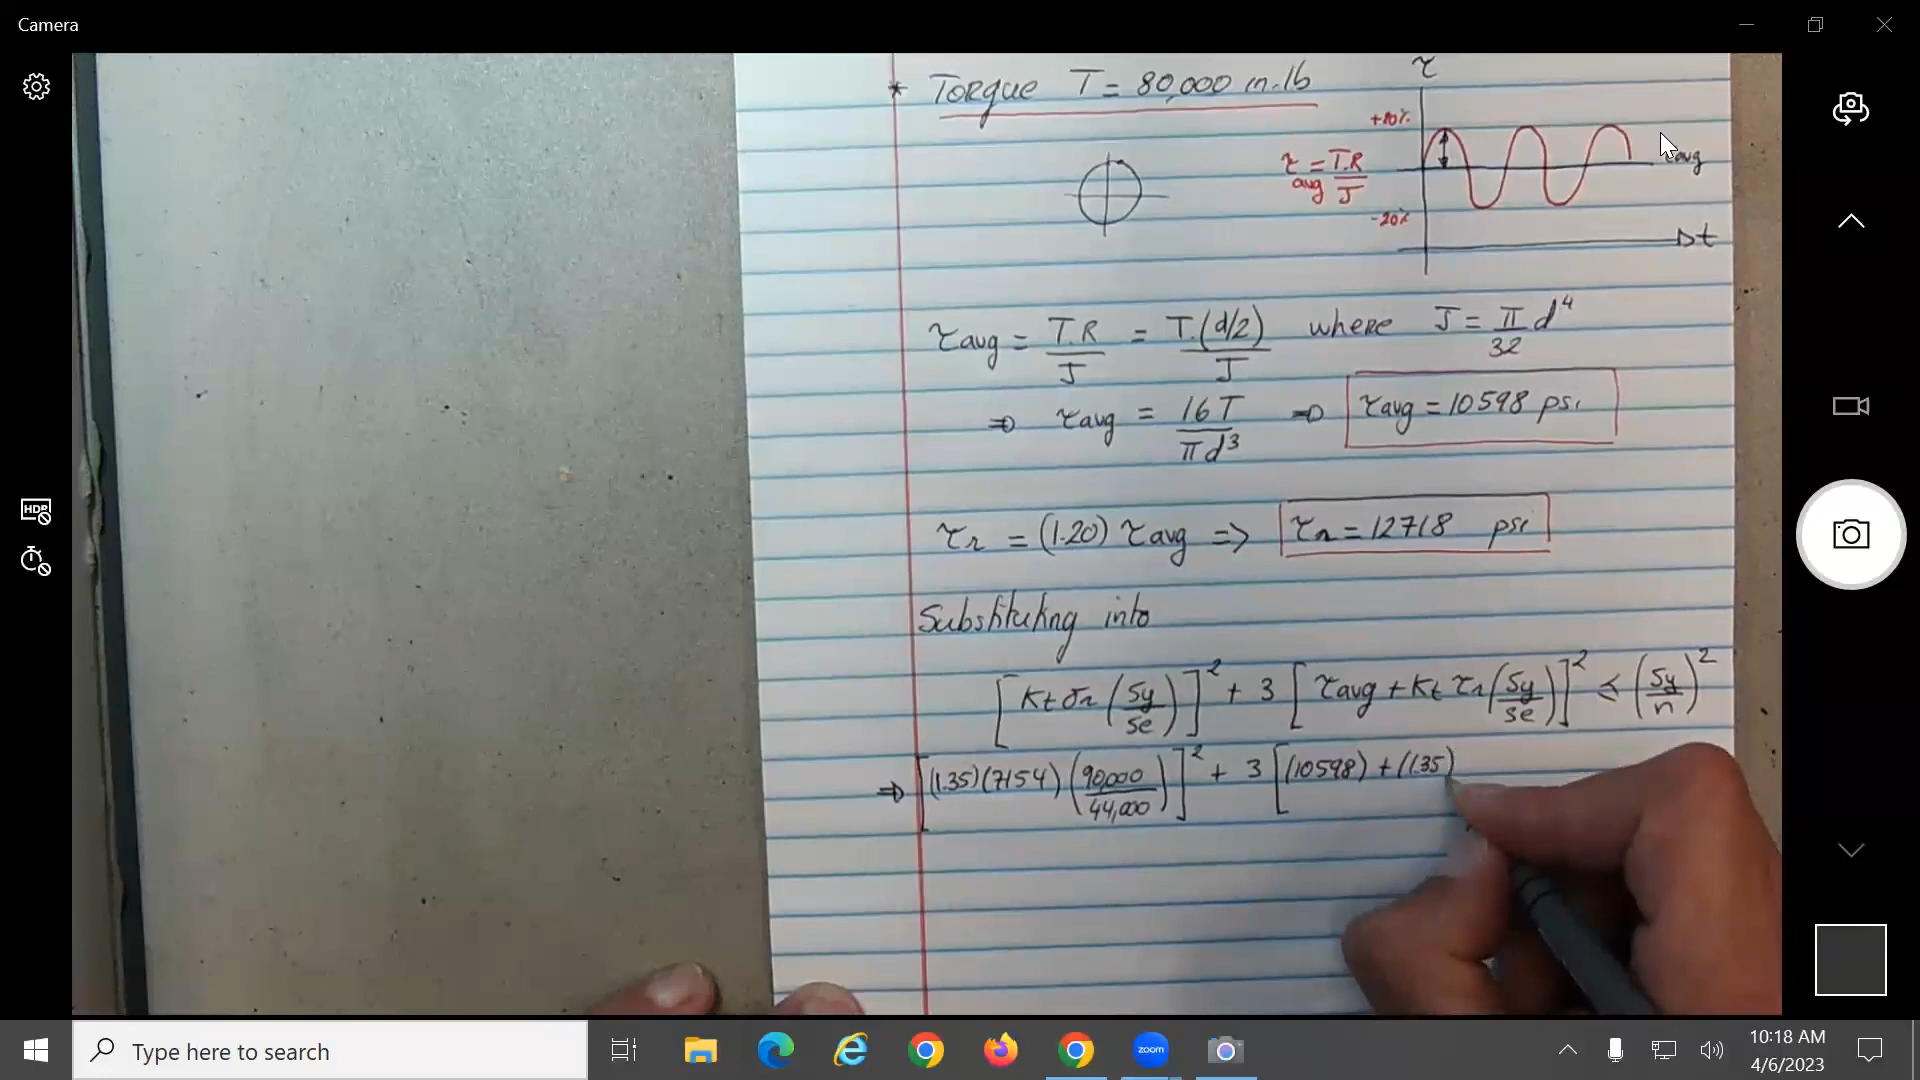 Camera
* Torque T = 80,000 in.lb
τ
+20%
τavg = T.R/J
τavg
-20%
t
τavg = T.R/J = T.(d/2)/J where J = π/32 d⁴
⇒ τavg = 16T/πd³ ⇒ τavg = 10598 psi
τr = (1.20) τavg => τr = 12718 psi
Substituting into
[Kt σr (Sy/Se)]² + 3 [τavg + Kt τr (Sy/Se)]² ≤ (Sy/n)²
⇒ [(1.35)(7154) (90,000/44,000)]² + 3 [(10598) + (1.35)
Type here to search
zoom
10:18 AM
4/6/2023